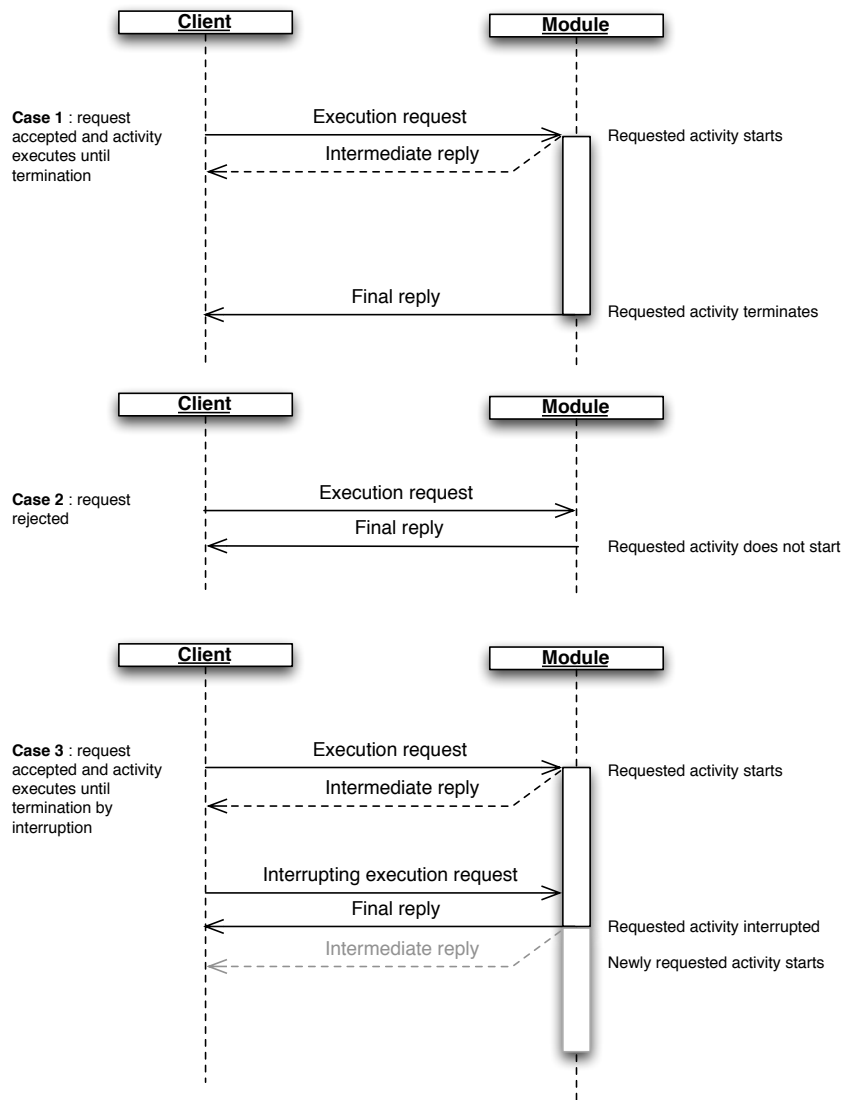 Client
Module
Case 1 : request
accepted and activity
executes until
termination
Execution request
Requested activity starts
Intermediate reply
Final reply
Requested activity terminates
Client
Module
Case 2 : request
rejected
Execution request
Final reply
Requested activity does not start
Client
Module
Case 3 : request
accepted and activity
executes until
termination by
interruption
Execution request
Requested activity starts
Intermediate reply
Interrupting execution request
Final reply
Requested activity interrupted
Intermediate reply
Newly requested activity starts